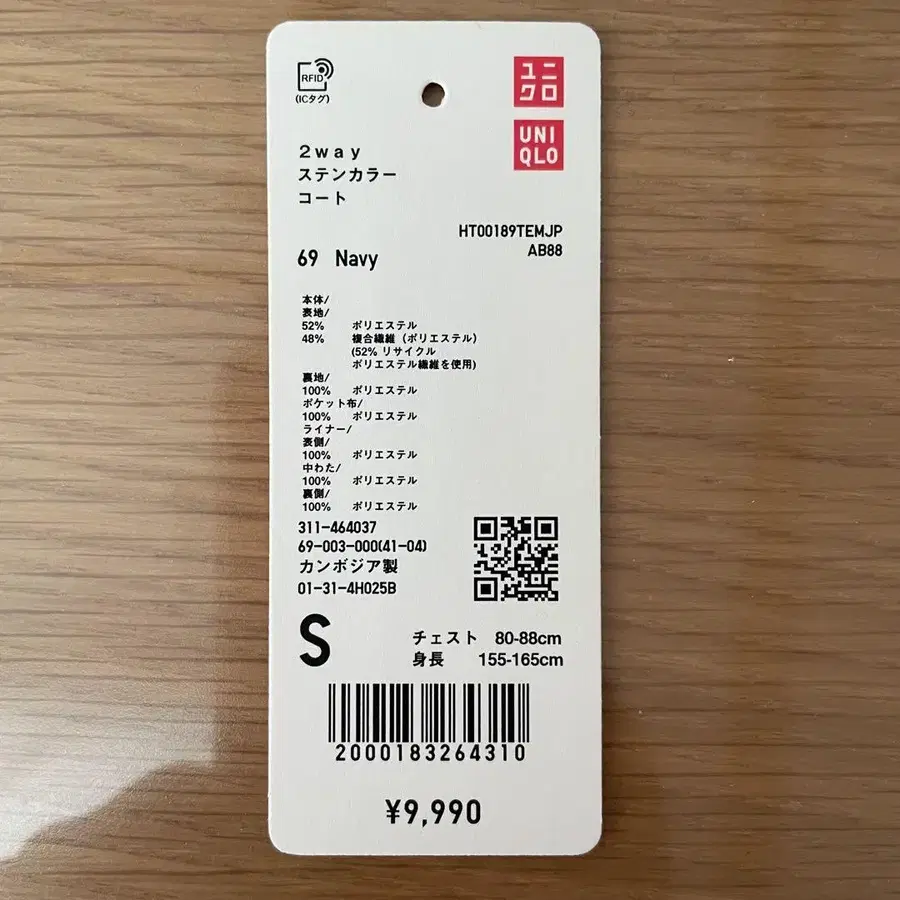 RFID
(ICタグ)
ユニ
クロ
UNI
QLO
2way
ステンカラー
コート
HT00189TEMJP
AB88
69 Navy
本体/
表地/
52% ポリエステル
48% 複合繊維(ポリエステル)
(52% リサイクル
ポリエステル繊維を使用)
裏地/
100% ポリエステル
ポケット布/
100% ポリエステル
ライナー/
表側/
100% ポリエステル
中わた/
100% ポリエステル
裏側/
100% ポリエステル
311-464037
69-003-000(41-04)
カンボジア製
01-31-4H025B
S
チェスト 80-88cm
身長 155-165cm
2000183264310
¥9,990